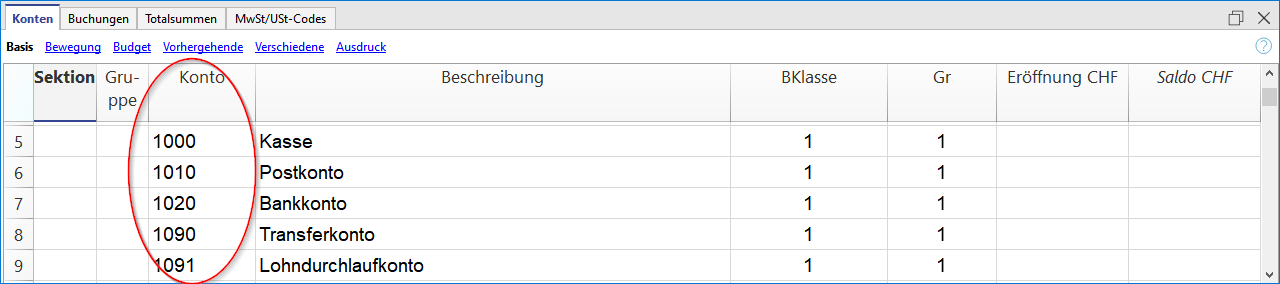 Konten Buchungen Totalsummen MwSt/USt-Codes
Basis Bewegung Budget Vorhergehende Verschiedene Ausdruck ?
Sektion Gru-ppe Konto Beschreibung BKlasse Gr Eröffnung CHF Saldo CHF
5 1000 Kasse 1 1
6 1010 Postkonto 1 1
7 1020 Bankkonto 1 1
8 1090 Transferkonto 1 1
9 1091 Lohndurchlaufkonto 1 1